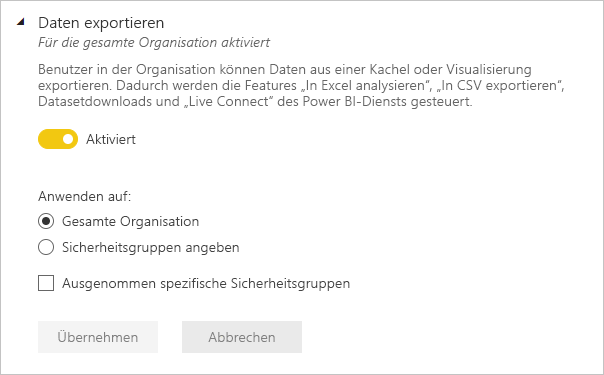 Daten exportieren
Für die gesamte Organisation aktiviert
Benutzer in der Organisation können Daten aus einer Kachel oder Visualisierung
exportieren. Dadurch werden die Features „In Excel analysieren“, „In CSV exportieren“,
Datasetdownloads und „Live Connect“ des Power BI-Diensts gesteuert.
Aktiviert
Anwenden auf:
Gesamte Organisation
Sicherheitsgruppen angeben
Ausgenommen spezifische Sicherheitsgruppen
Übernehmen
Abbrechen